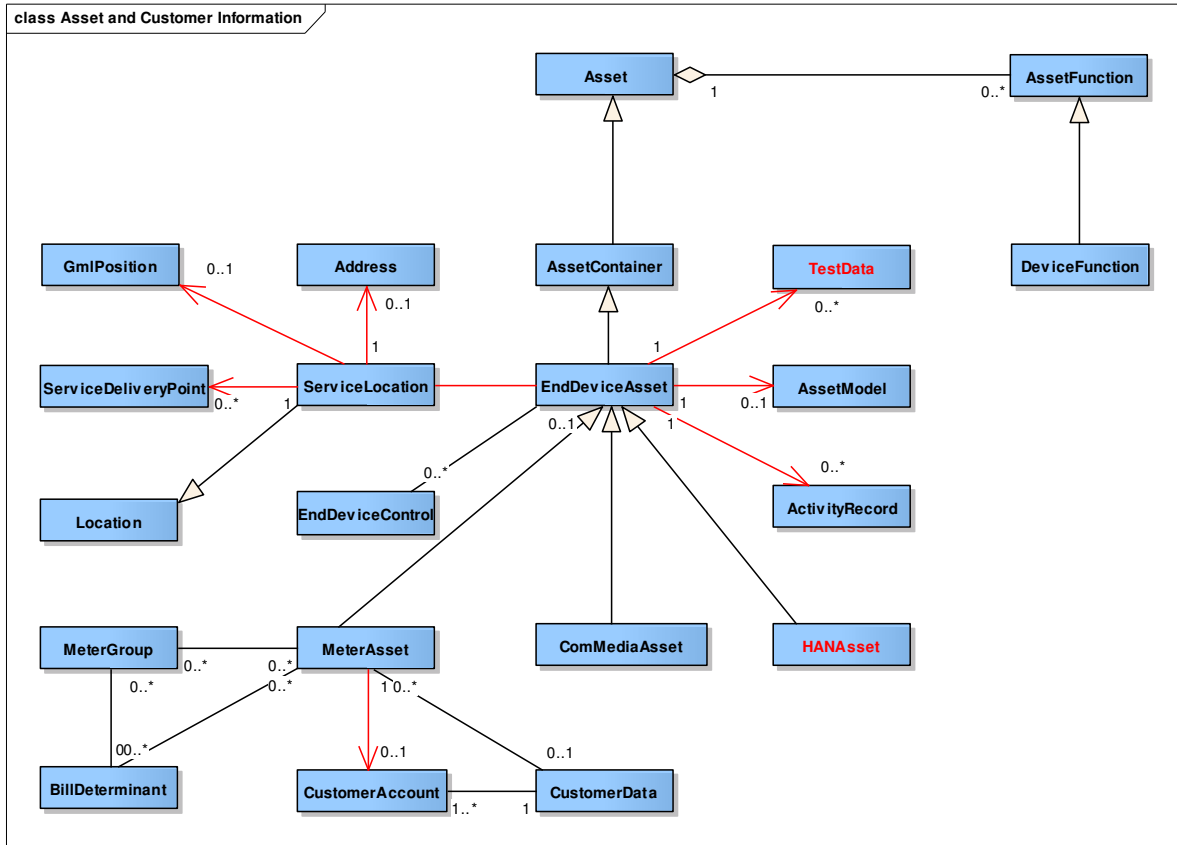 class Asset and Customer Information
Asset
AssetFunction
1
0..*
GmlPosition
Address
AssetContainer
TestData
DeviceFunction
0..1
0..1
0..*
1
1
ServiceDeliveryPoint
ServiceLocation
EndDeviceAsset
AssetModel
0..*
1
1
0..1
0..1
1
0..*
0..*
Location
EndDeviceControl
ActivityRecord
MeterGroup
MeterAsset
ComMediaAsset
HANAsset
0..*
0..*
0..*
0..*
1
0..*
00..*
0..1
0..1
BillDeterminant
CustomerAccount
CustomerData
1..*
1